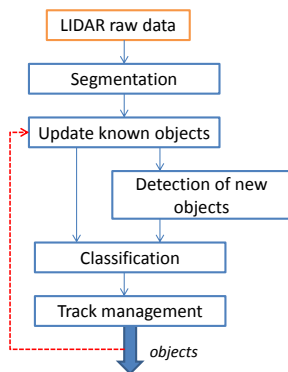 LIDAR raw data
Segmentation
Update known objects
Detection of new
objects
Classification
Track management
objects